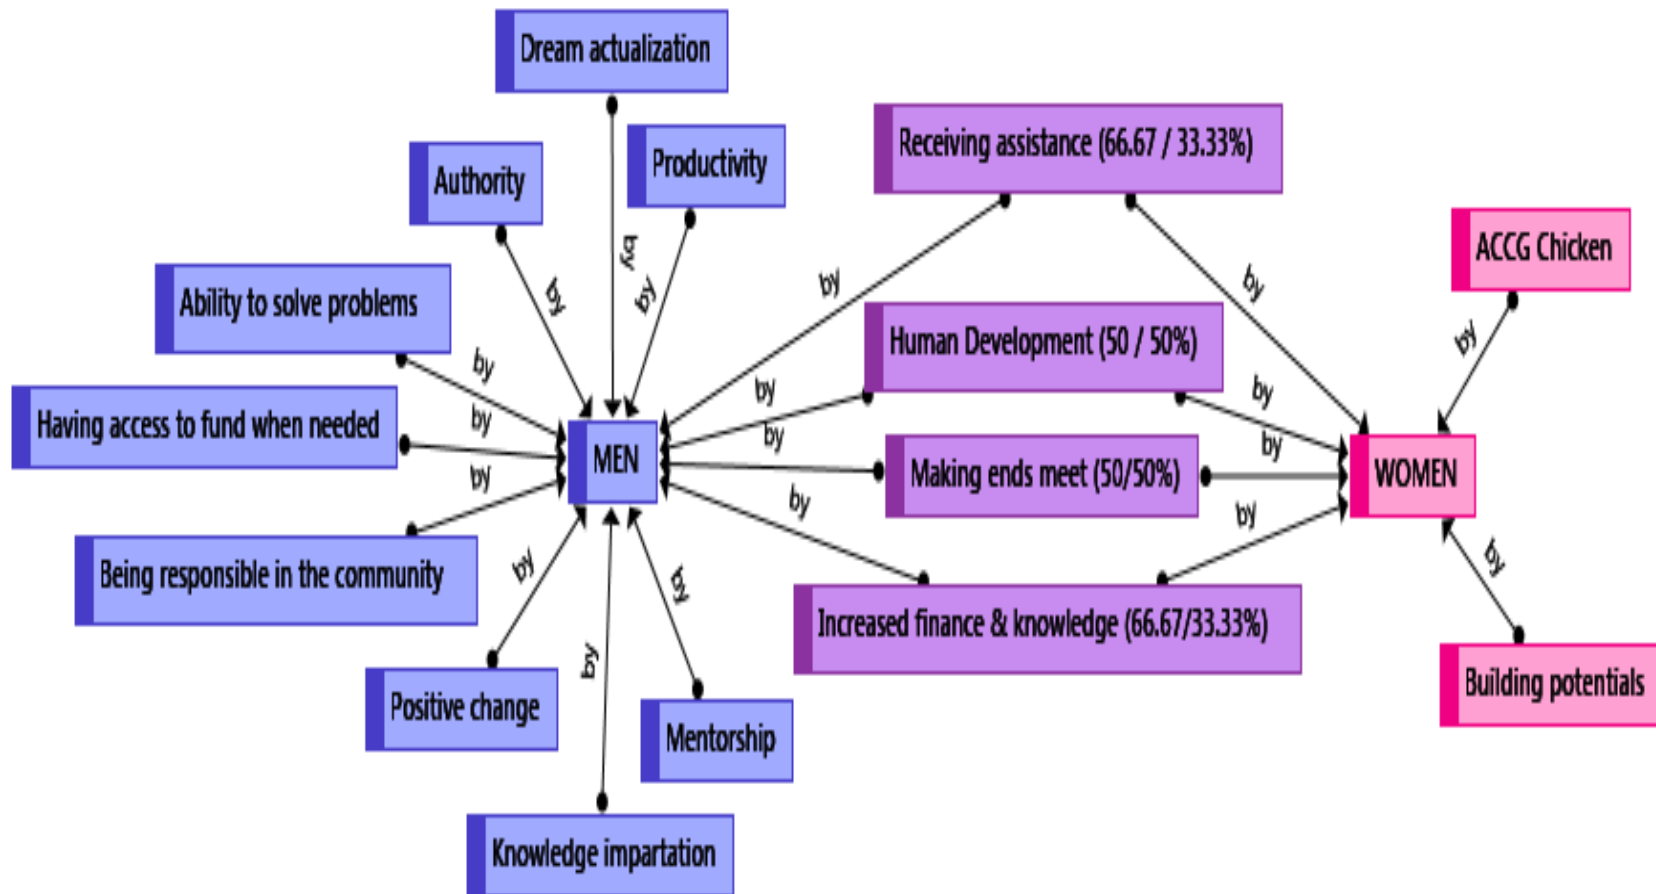 Dream actualization
Productivity
Authority
Receiving assistance (66.67 / 33.33%)
ACCG Chicken
by
by
by
by
by
by
Ability to solve problems
Human Development (50 / 50%)
by
by
by
Having access to fund when needed
by
by
by
MEN
Making ends meet (50/50%)
WOMEN
by
by
by
Being responsible in the community
by
by
by
Increased finance & knowledge (66.67/33.33%)
by
Positive change
Mentorship
Building potentials
Knowledge impartation